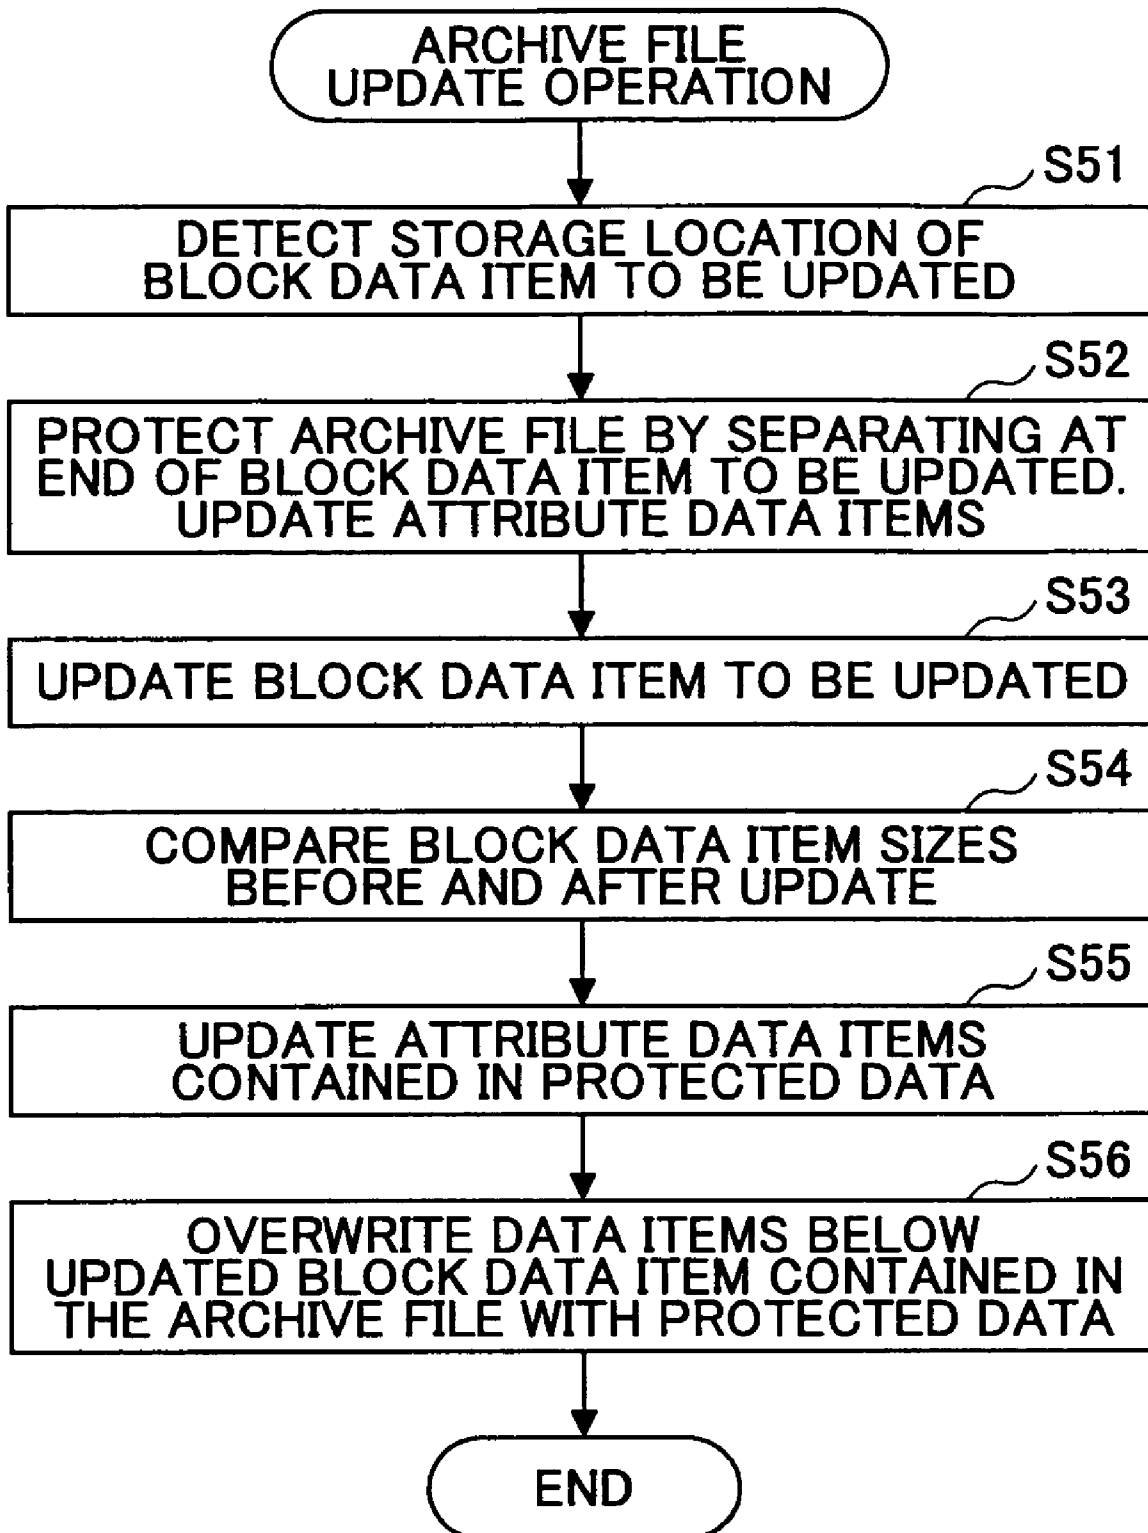 ARCHIVE FILE
UPDATE OPERATION
S51
DETECT STORAGE LOCATION OF
BLOCK DATA ITEM TO BE UPDATED
S52
PROTECT ARCHIVE FILE BY SEPARATING AT
END OF BLOCK DATA ITEM TO BE UPDATED.
UPDATE ATTRIBUTE DATA ITEMS
S53
UPDATE BLOCK DATA ITEM TO BE UPDATED
S54
COMPARE BLOCK DATA ITEM SIZES
BEFORE AND AFTER UPDATE
S55
UPDATE ATTRIBUTE DATA ITEMS
CONTAINED IN PROTECTED DATA
S56
OVERWRITE DATA ITEMS BELOW
UPDATED BLOCK DATA ITEM CONTAINED IN
THE ARCHIVE FILE WITH PROTECTED DATA
END